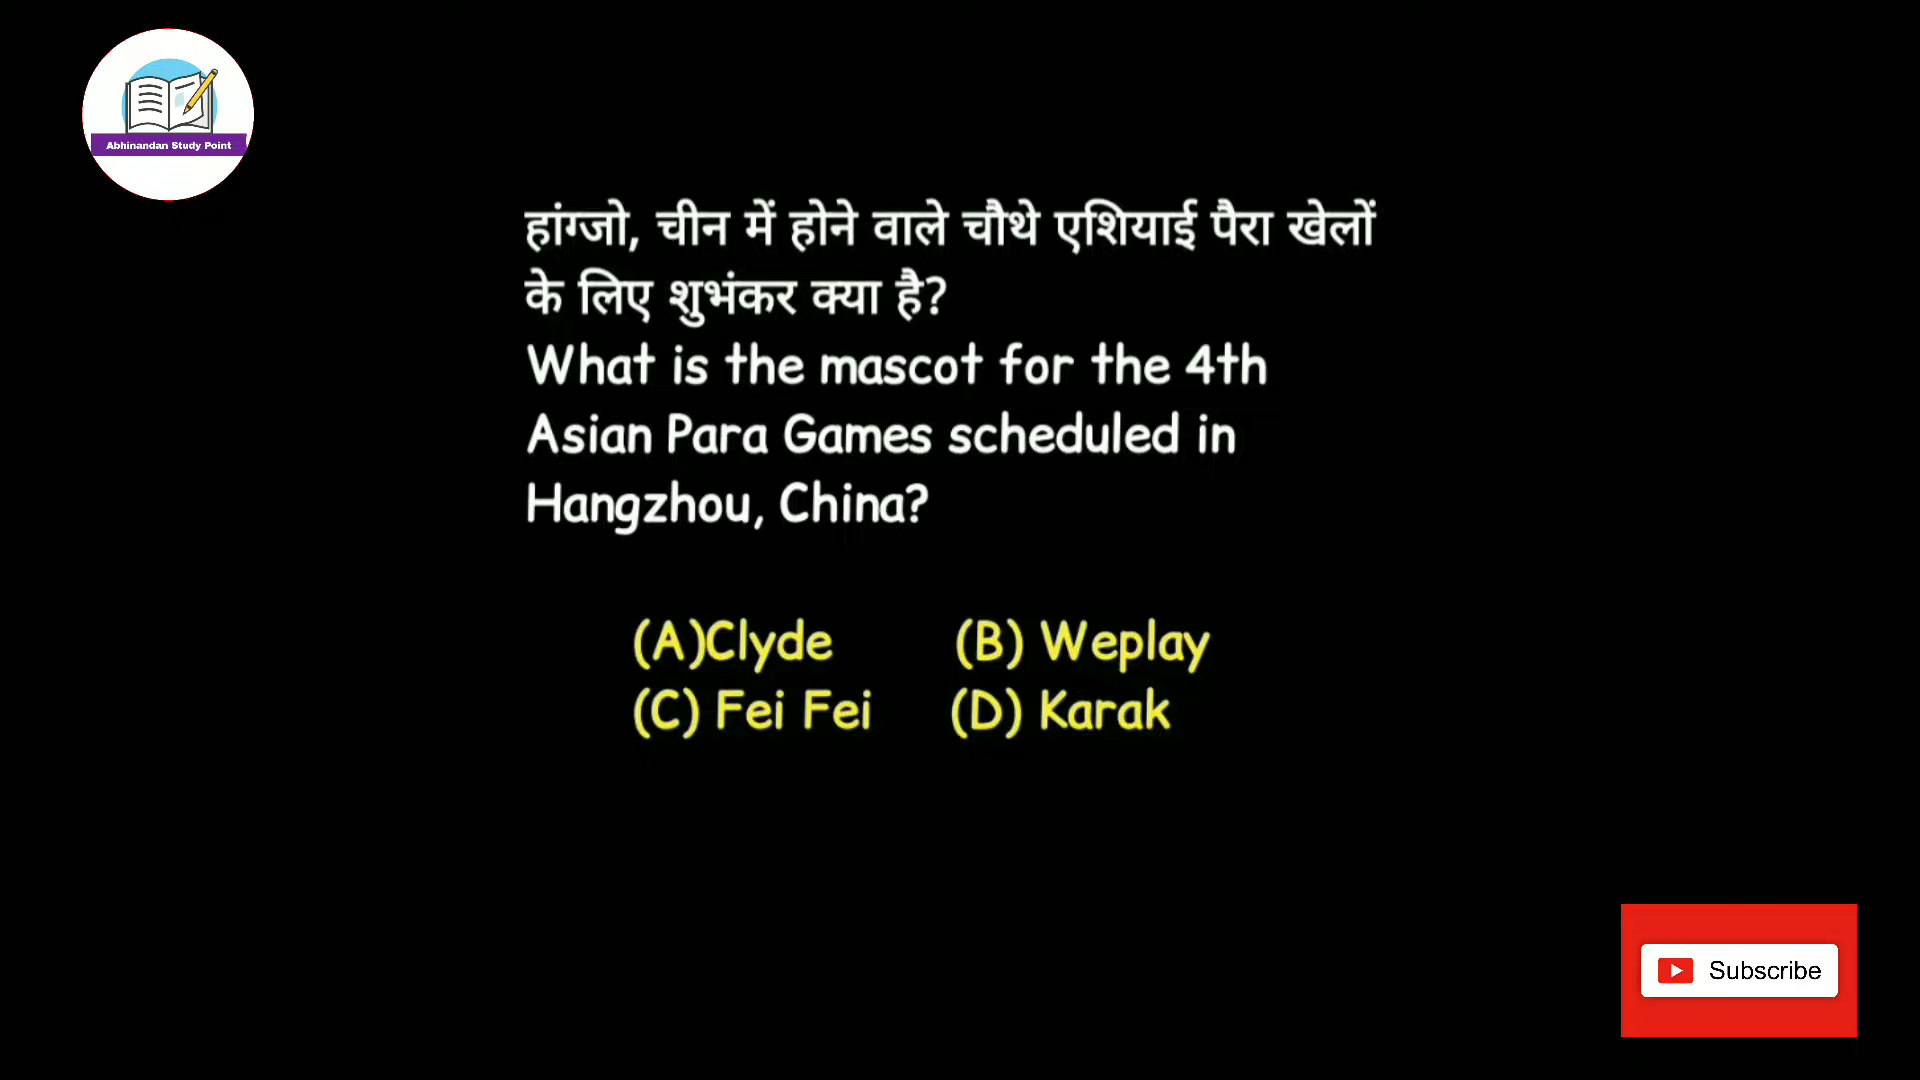 Abhinandan Study Point
हांग्जो, चीन में होने वाले चौथे एशियाई पैरा खेलों
के लिए शुभंकर क्या है?
What is the mascot for the 4th
Asian Para Games scheduled in
Hangzhou, China?
(A)Clyde (B) Weplay
(C) Fei Fei (D) Karak
Subscribe